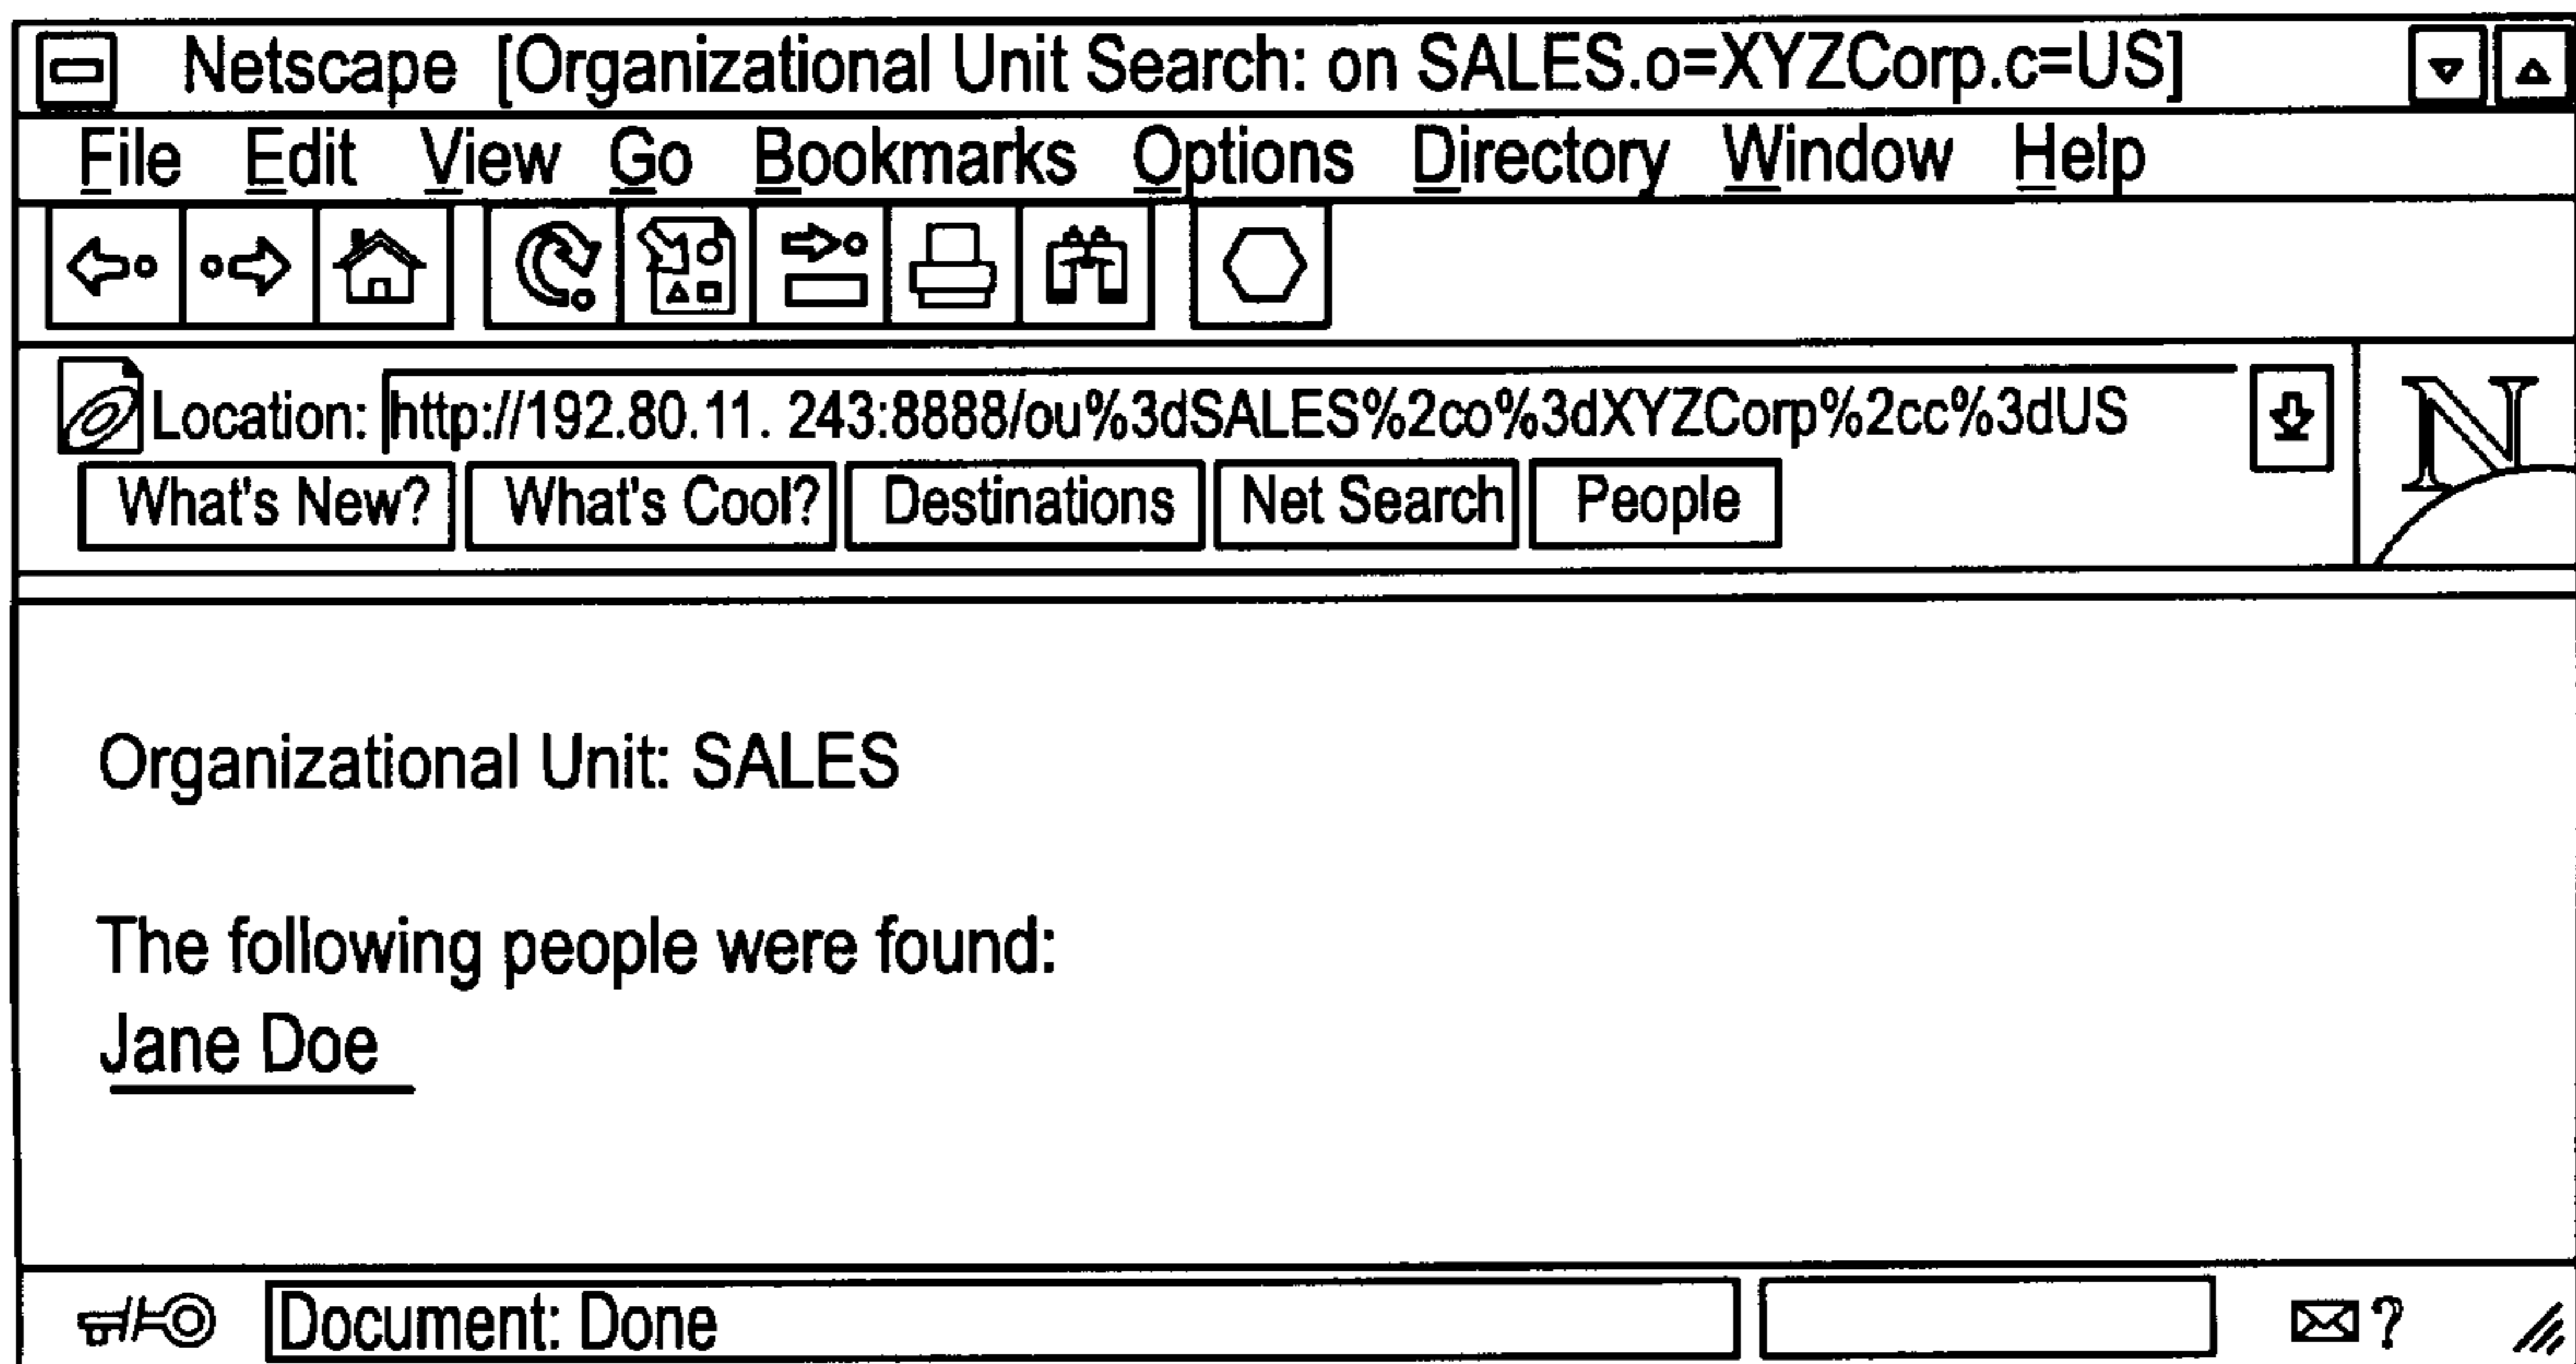 Netscape [Organizational Unit Search: on SALES.o=XYZCorp.c=US]
File Edit View Go Bookmarks Options Directory Window Help
Location: http://192.80.11. 243:8888/ou%3dSALES%2co%3dXYZCorp%2cc%3dUS
N
What's New? What's Cool? Destinations Net Search People
Organizational Unit: SALES
The following people were found:
Jane Doe
Document: Done
?